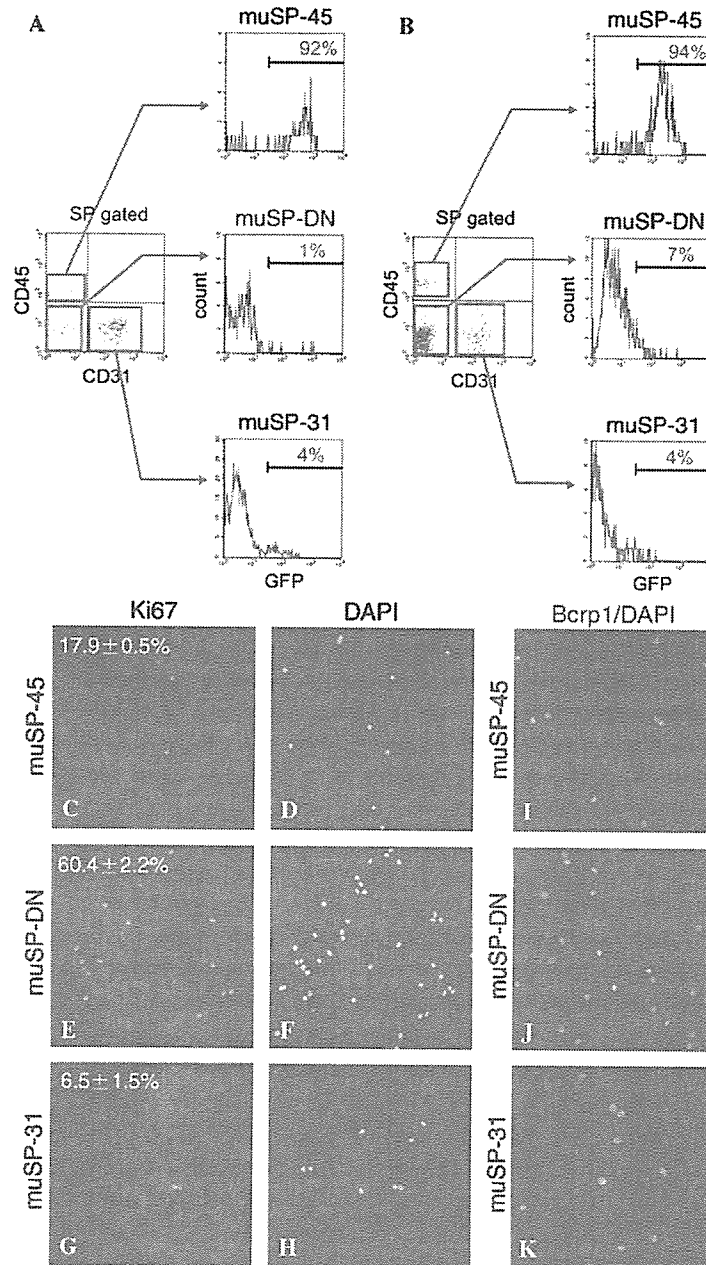 A
muSP-45
92%
SP gated
CD45
CD31
muSP-DN
1%
count
muSP-31
4%
GFP
B
muSP-45
94%
SP gated
CD45
CD31
muSP-DN
7%
count
muSP-31
4%
GFP
Ki67
DAPI
Bcrp1/DAPI
muSP-45
17.9±0.5%
C
D
muSP-45
I
muSP-DN
60.4±2.2%
E
F
muSP-DN
J
muSP-31
6.5±1.5%
G
H
muSP-31
K